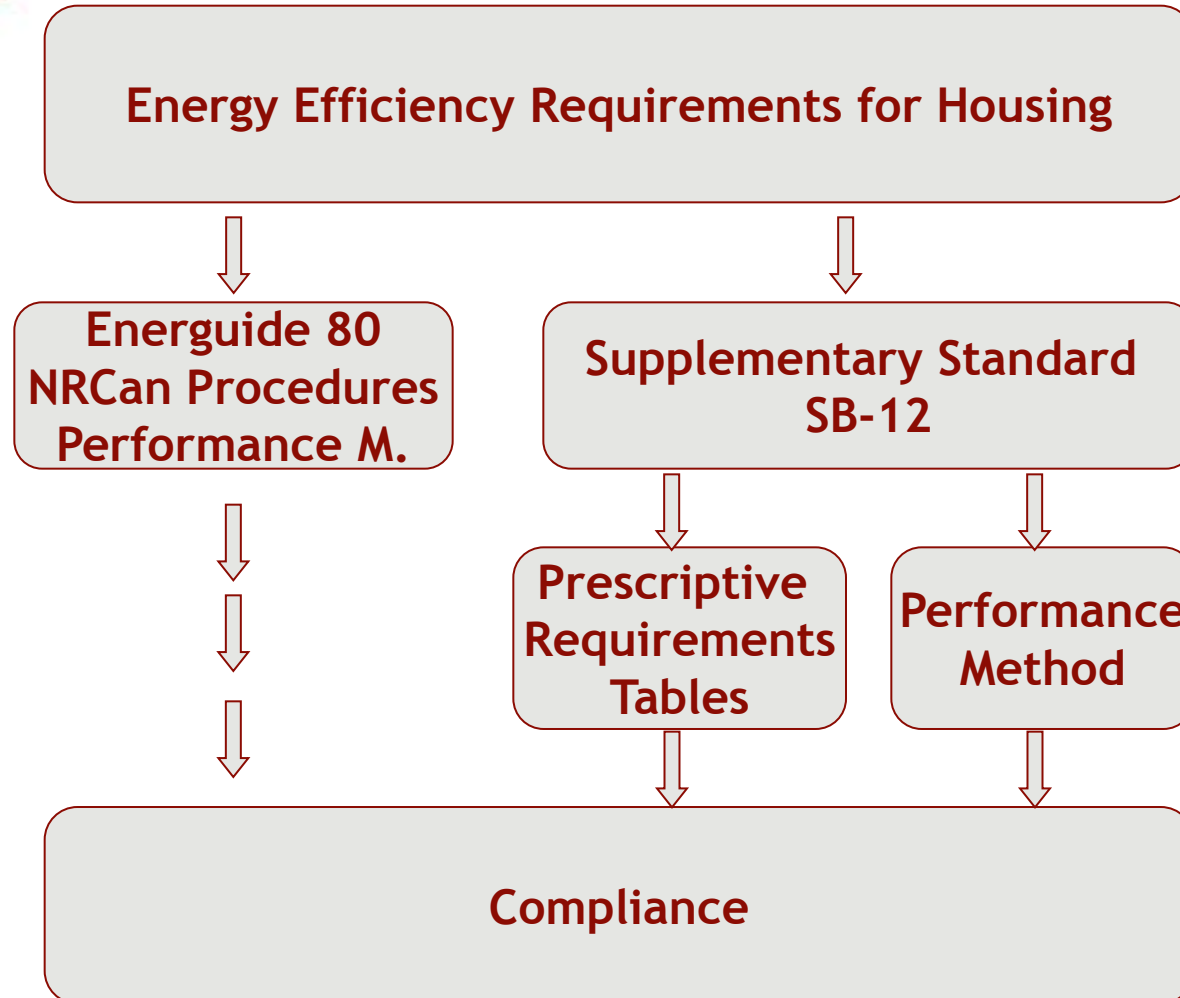 Energy Efficiency Requirements for Housing
Energuide 80
NRCan Procedures
Performance M.
Supplementary Standard
SB-12
Prescriptive
Requirements
Tables
Performance
Method
Compliance